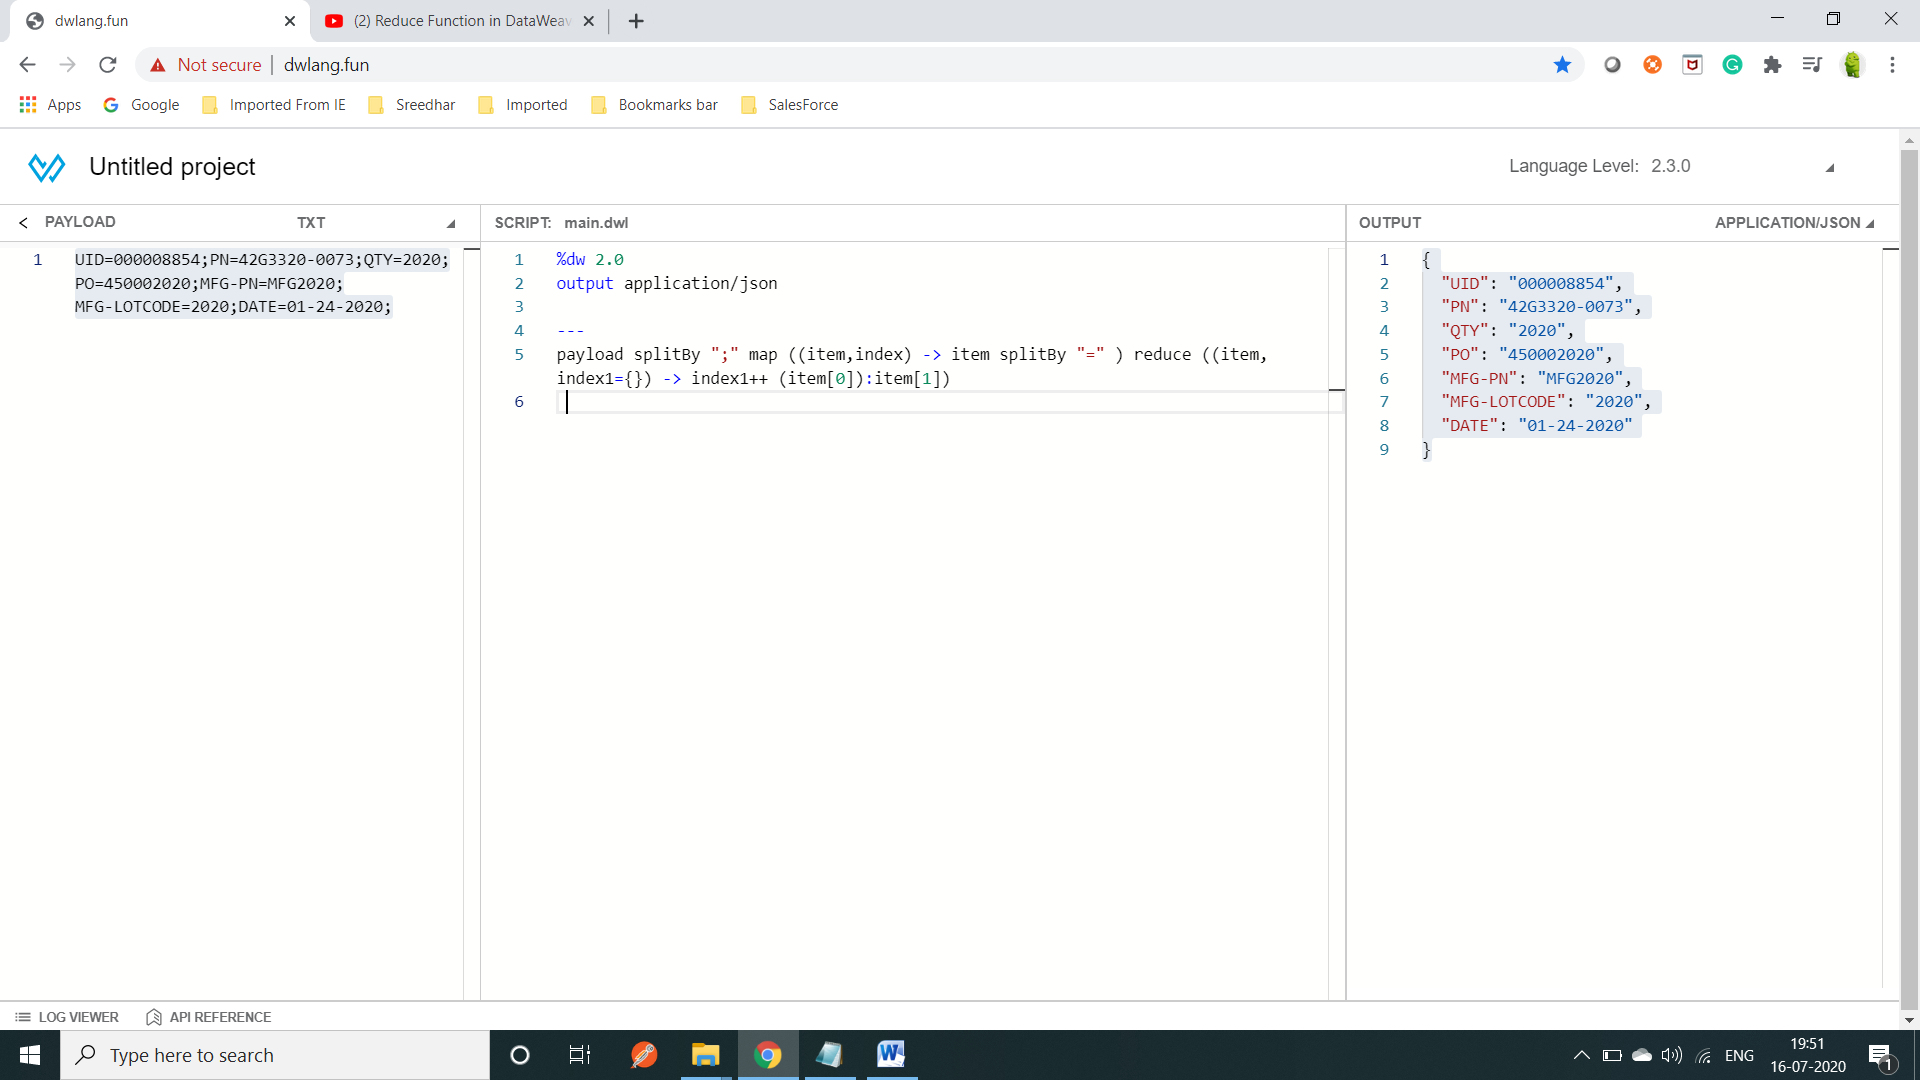 dwlang.fun
(2) Reduce Function in DataWeav
Not secure | dwlang.fun
Apps
Google
Imported From IE
Sreedhar
Imported
Bookmarks bar
SalesForce
Untitled project
Language Level: 2.3.0
PAYLOAD
TXT
SCRIPT: main.dwl
OUTPUT
APPLICATION/JSON
1 UID=000008854;PN=42G3320-0073;QTY=2020;
PO=450002020;MFG-PN=MFG2020;
MFG-LOTCODE=2020;DATE=01-24-2020;
1 %dw 2.0
2 output application/json
3
4 ---
5 payload splitBy ";" map ((item,index) -> item splitBy "=" ) reduce ((item,
index1={}) -> index1++ (item[0]):item[1])
6
1 {
2 "UID": "000008854",
3 "PN": "42G3320-0073",
4 "QTY": "2020",
5 "PO": "450002020",
6 "MFG-PN": "MFG2020",
7 "MFG-LOTCODE": "2020",
8 "DATE": "01-24-2020"
9 }
LOG VIEWER
API REFERENCE
Type here to search
ENG
19:51
16-07-2020
1